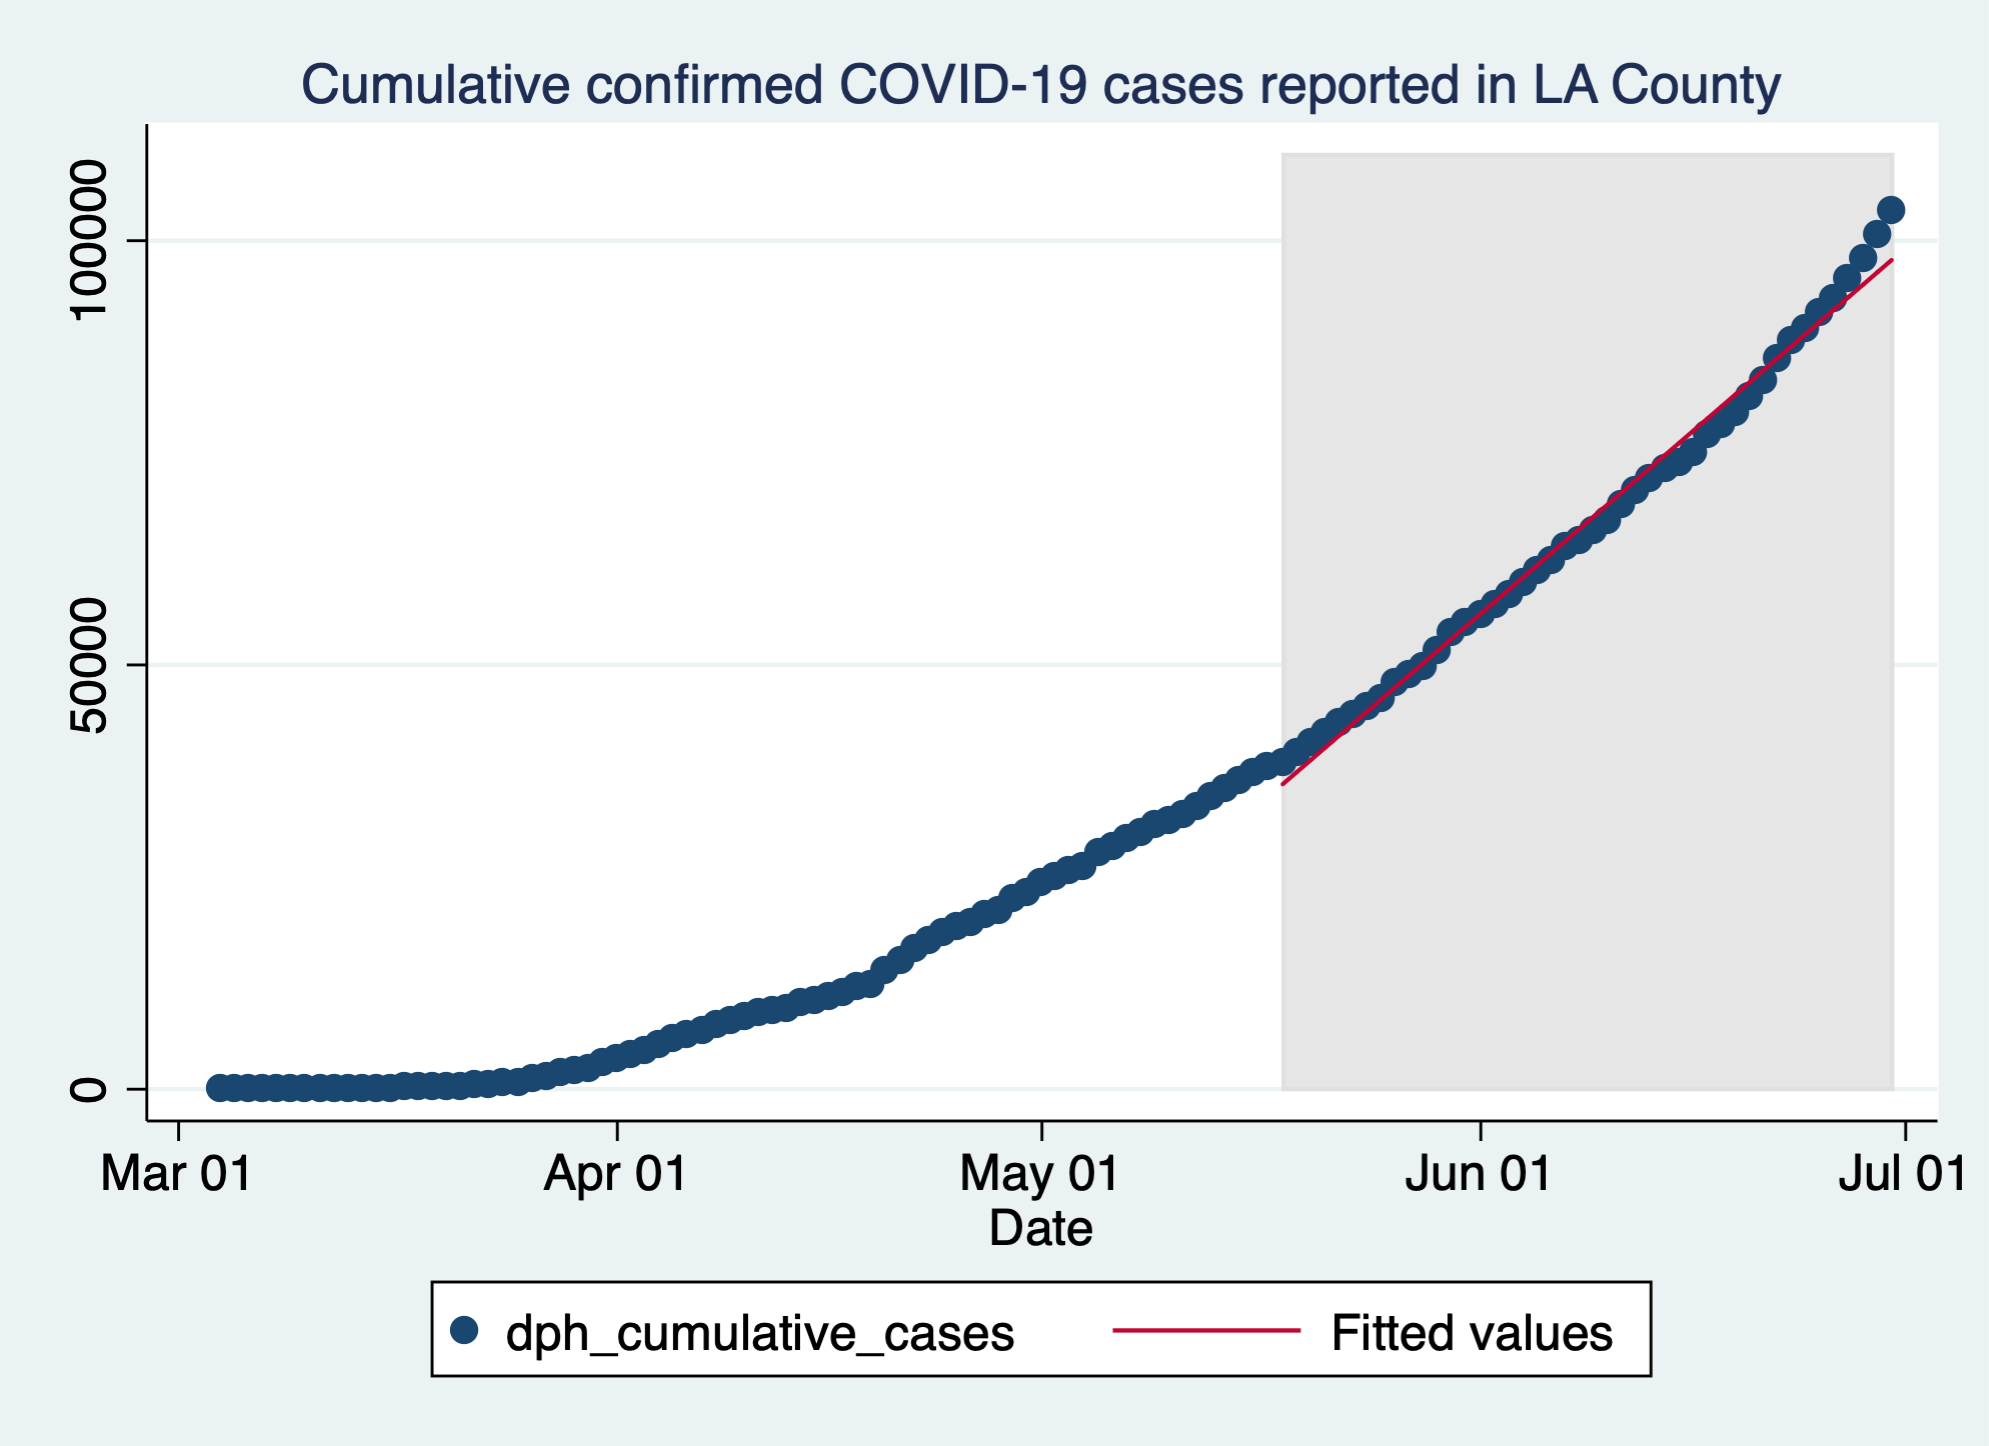 Cumulative confirmed COVID-19 cases reported in LA County
100000
50000
0
Mar 01 Apr 01 May 01 Jun 01 Jul 01
Date
dph_cumulative_cases Fitted values